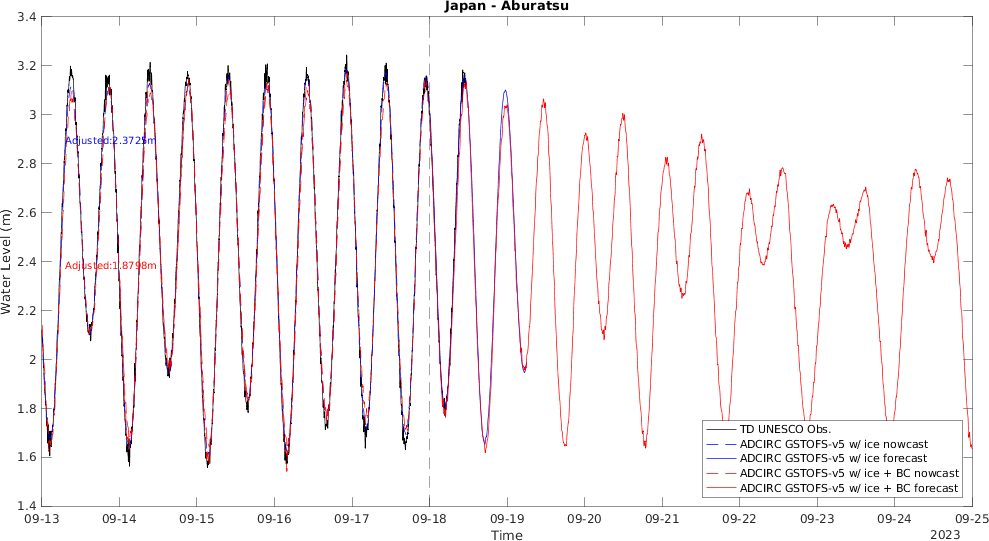 Japan - Aburatsu
3.4
3.2
3
2.8
2.6
2.4
2.2
2
1.8
1.6
1.4
Water Level (m)
Adjusted:2.3725m
Adjusted:1.8798m
TD UNESCO Obs.
ADCIRC GSTOFS-v5 w/ ice nowcast
ADCIRC GSTOFS-v5 w/ ice forecast
ADCIRC GSTOFS-v5 w/ ice + BC nowcast
ADCIRC GSTOFS-v5 w/ ice + BC forecast
09-13 09-14 09-15 09-16 09-17 09-18 09-19 09-20 09-21 09-22 09-23 09-24 09-25
Time
2023